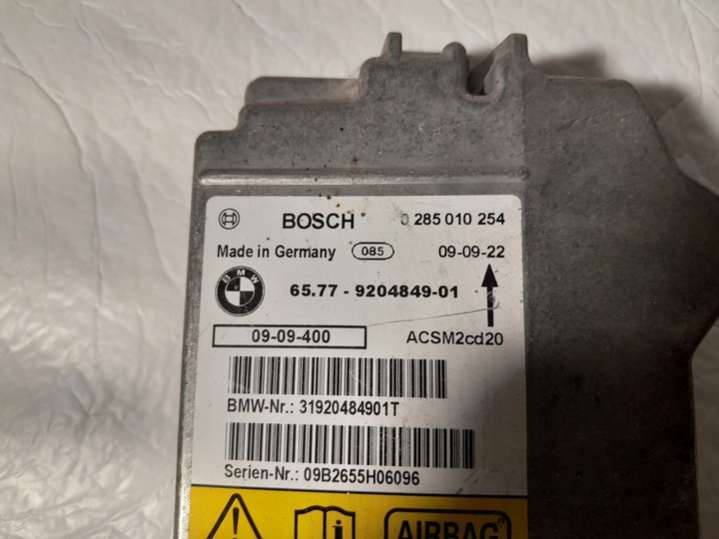 BOSCH 0 285 010 254
Made in Germany 085 09-09-22
BMW 65.77 - 9204849-01
09-09-400 ACSM2cd20
BMW-Nr.: 31920484901T
Serien-Nr.: 09B2655H06096
AIRBAG